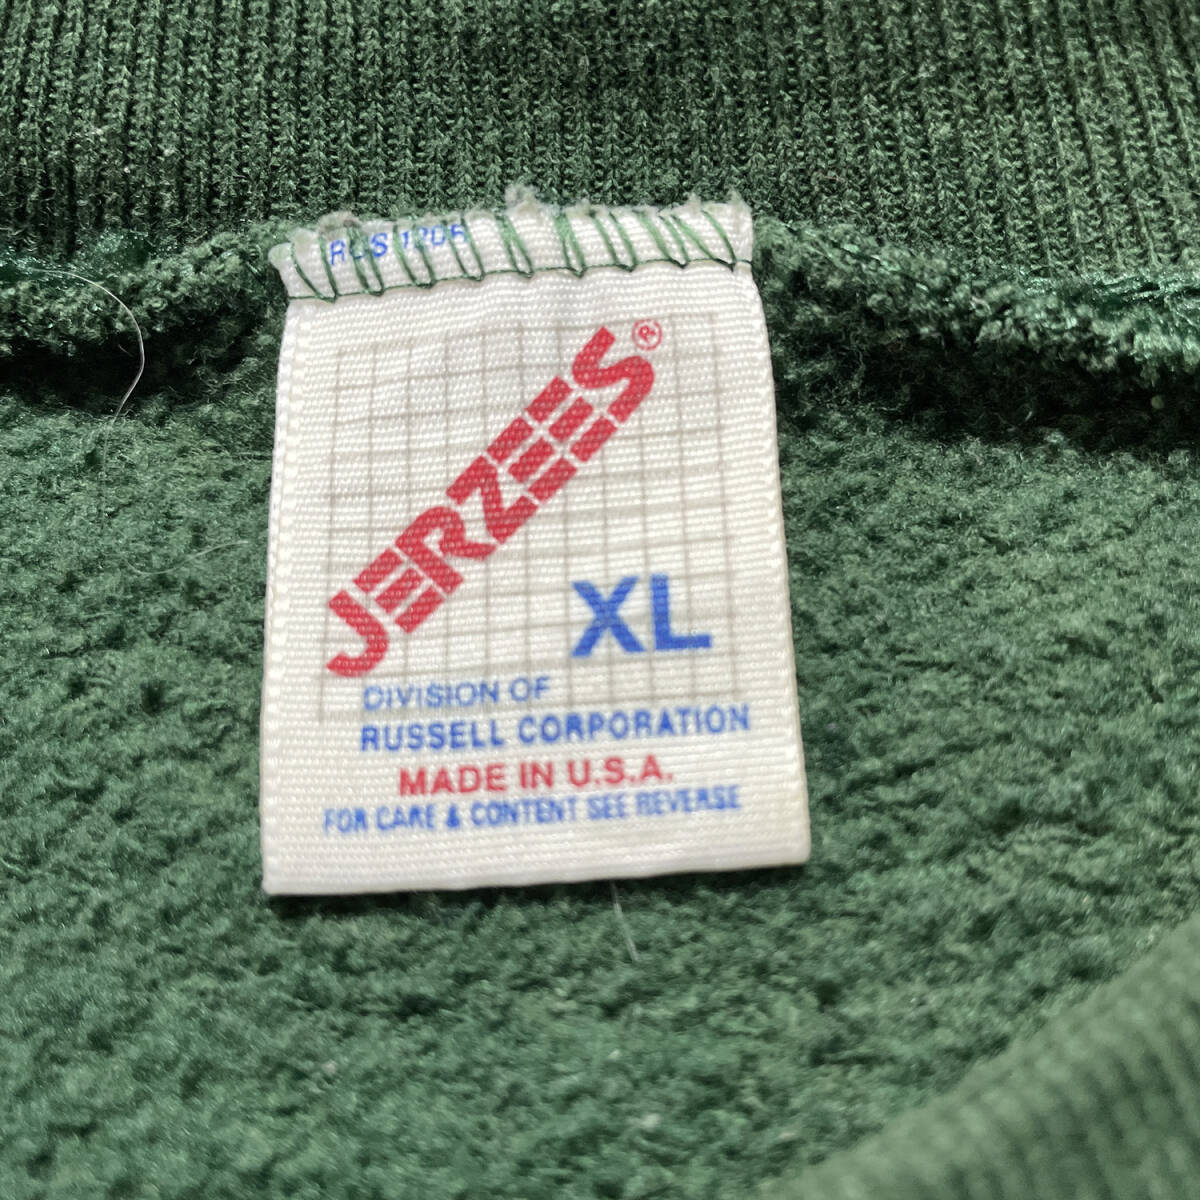 JERZEES®
XL
DIVISION OF
RUSSELL CORPORATION
MADE IN U.S.A.
FOR CARE & CONTENT SEE REVERSE